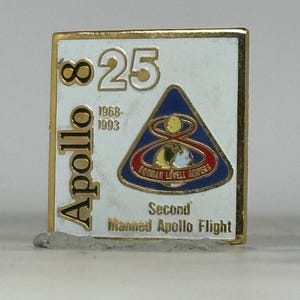 Apollo 8
25
1968-
1993
BORMAN LOVELL ANDERS
Second
Manned Apollo Flight